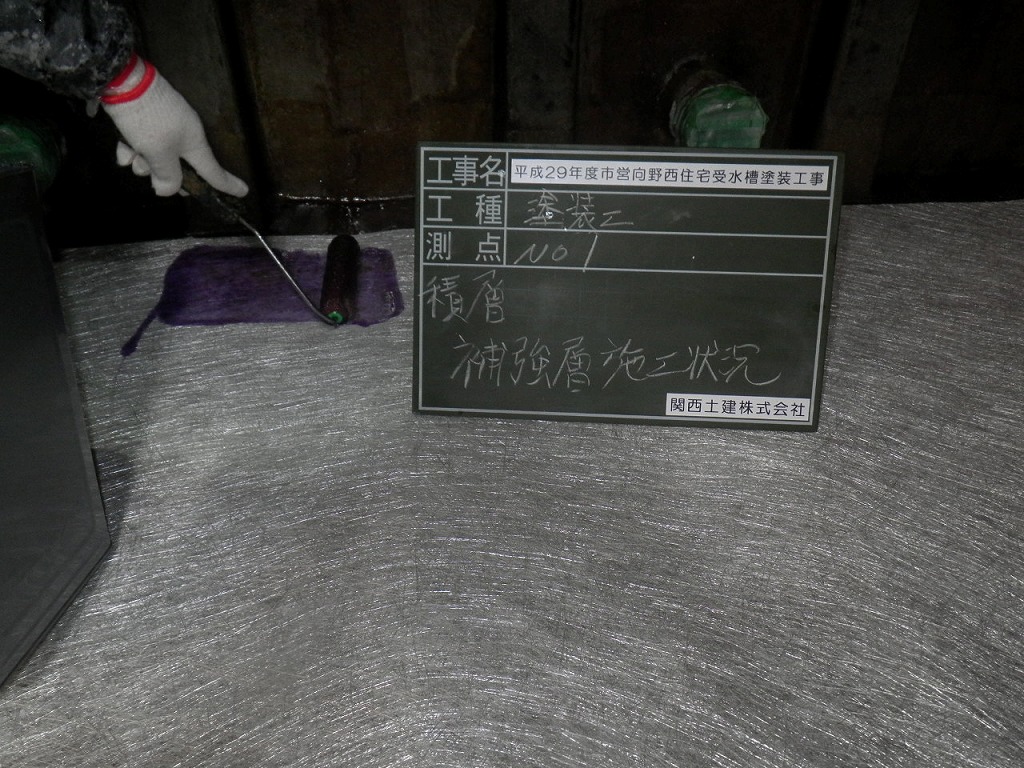 工事名 平成29年度市営向野西住宅受水槽塗装工事
工種 塗装工
測点 NO1
積層
補強層施工状況
関西土建株式会社